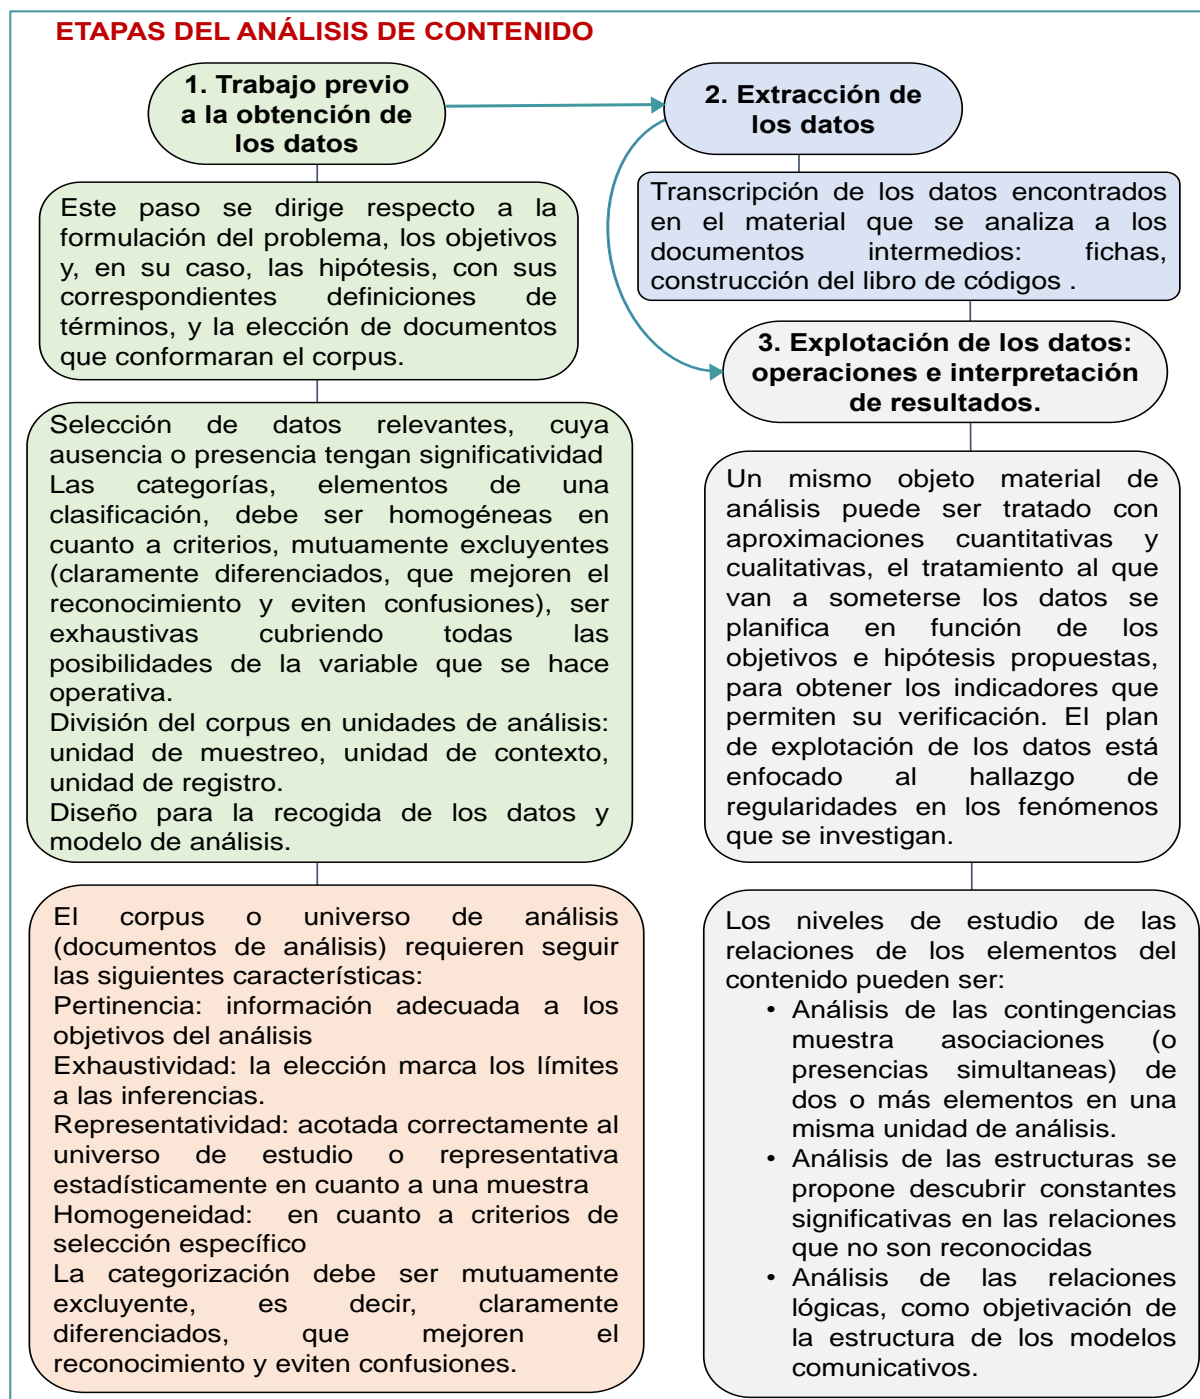 ETAPAS DEL ANÁLISIS DE CONTENIDO
1. Trabajo previo
a la obtención de
los datos
Este paso se dirige respecto a la
formulación del problema, los objetivos
y, en su caso, las hipótesis, con sus
correspondientes definiciones de
términos, y la elección de documentos
que conformaran el corpus.
Selección de datos relevantes, cuya
ausencia o presencia tengan significatividad
Las categorías, elementos de una
clasificación, debe ser homogéneas en
cuanto a criterios, mutuamente excluyentes
(claramente diferenciados, que mejoren el
reconocimiento y eviten confusiones), ser
exhaustivas cubriendo todas las
posibilidades de la variable que se hace
operativa.
División del corpus en unidades de análisis:
unidad de muestreo, unidad de contexto,
unidad de registro.
Diseño para la recogida de los datos y
modelo de análisis.
El corpus o universo de análisis
(documentos de análisis) requieren seguir
las siguientes características:
Pertinencia: información adecuada a los
objetivos del análisis
Exhaustividad: la elección marca los límites
a las inferencias.
Representatividad: acotada correctamente al
universo de estudio o representativa
estadísticamente en cuanto a una muestra
Homogeneidad: en cuanto a criterios de
selección específico
La categorización debe ser mutuamente
excluyente, es decir, claramente
diferenciados, que mejoren el
reconocimiento y eviten confusiones.
2. Extracción de
los datos
Transcripción de los datos encontrados
en el material que se analiza a los
documentos intermedios: fichas,
construcción del libro de códigos .
3. Explotación de los datos:
operaciones e interpretación
de resultados.
Un mismo objeto material de
análisis puede ser tratado con
aproximaciones cuantitativas y
cualitativas, el tratamiento al que
van a someterse los datos se
planifica en función de los
objetivos e hipótesis propuestas,
para obtener los indicadores que
permiten su verificación. El plan
de explotación de los datos está
enfocado al hallazgo de
regularidades en los fenómenos
que se investigan.
Los niveles de estudio de las
relaciones de los elementos del
contenido pueden ser:
• Análisis de las contingencias
muestra asociaciones (o
presencias simultaneas) de
dos o más elementos en una
misma unidad de análisis.
• Análisis de las estructuras se
propone descubrir constantes
significativas en las relaciones
que no son reconocidas
• Análisis de las relaciones
lógicas, como objetivación de
la estructura de los modelos
comunicativos.